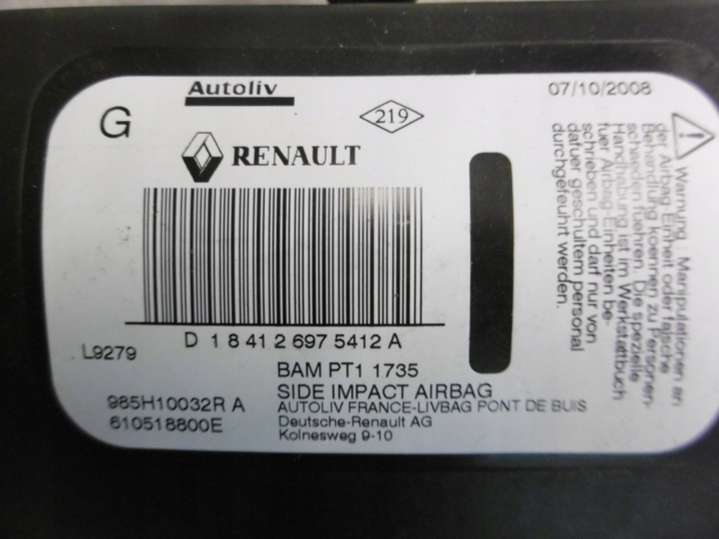 Autoliv
07/10/2008
G
219
RENAULT
D 1 8 41 2 697 5412 A
L9279
BAM PT1 1735
985H10032R A
SIDE IMPACT AIRBAG
610518800E
AUTOLIV FRANCE-LIVBAG PONT DE BUIS
Deutsche-Renault AG
Kolnesweg 9-10
Warnung : Manipulationen an
der Airbag Einheit oder falsche
Behandlung koennen zu Personen-
schaeden fuehren. Die spezielle
Handhabung ist im Werkstattbuch
fuer Airbag-Einheiten be-
schrieben und darf nur von
dafuer geschultem personal
durchgefeuhrt werden.